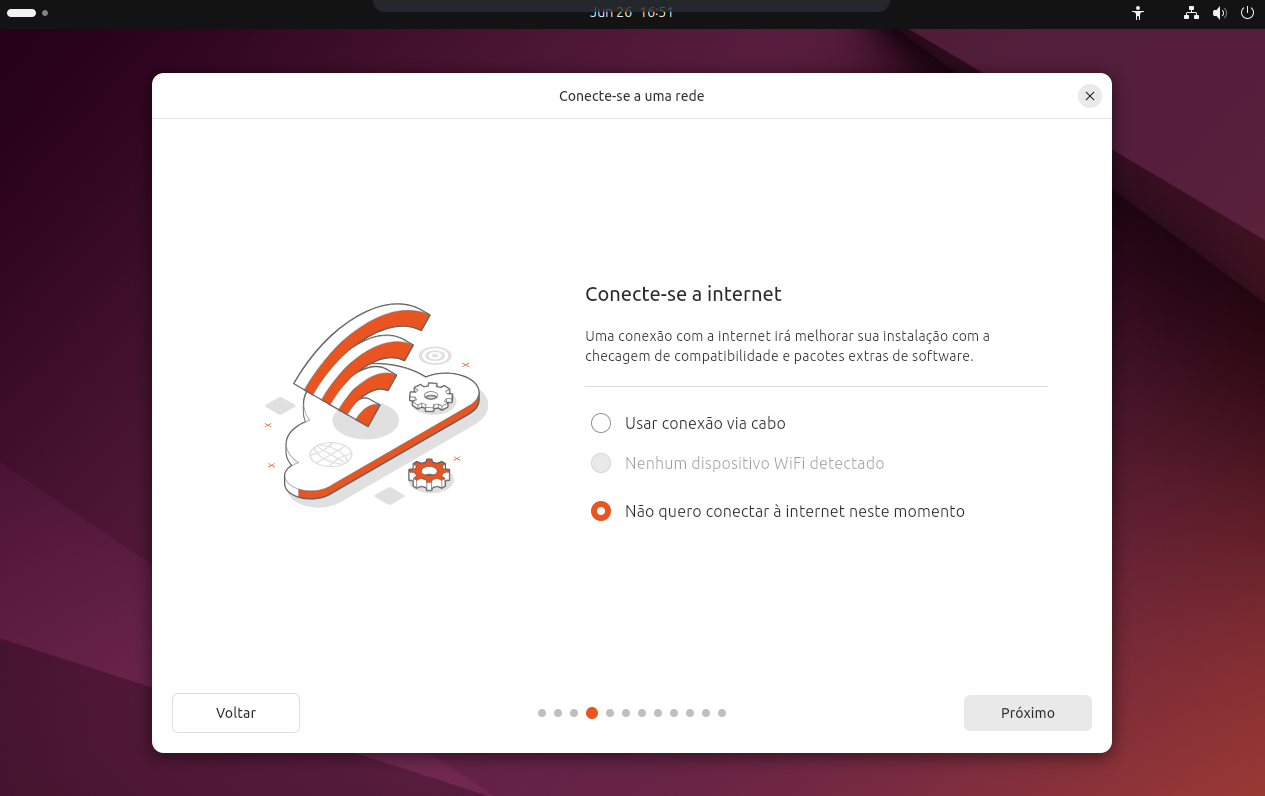 Jun 26 16:51
Conecte-se a uma rede
Conecte-se a internet
Uma conexão com a internet irá melhorar sua instalação com a
checagem de compatibilidade e pacotes extras de software.
Usar conexão via cabo
Nenhum dispositivo WiFi detectado
Não quero conectar à internet neste momento
Voltar
Próximo